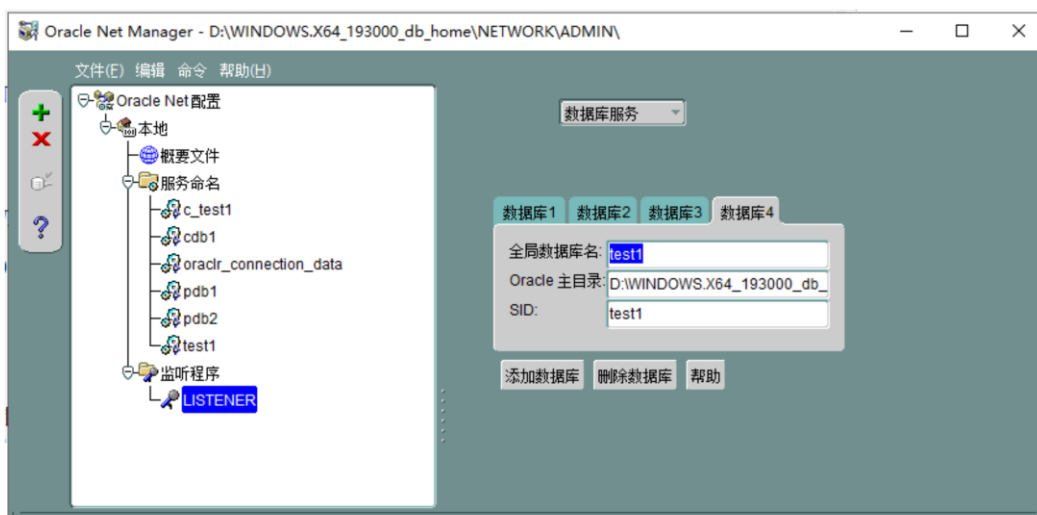 Oracle Net Manager - D:\WINDOWS.X64_193000_db_home\NETWORK\ADMIN\
文件(F) 编辑 命令 帮助(H)
Oracle Net 配置
本地
概要文件
服务命名
c_test1
cdb1
oraclr_connection_data
pdb1
pdb2
test1
监听程序
LISTENER
数据库服务
数据库1 数据库2 数据库3 数据库4
全局数据库名: test1
Oracle 主目录: D:\WINDOWS.X64_193000_db_
SID: test1
添加数据库 删除数据库 帮助